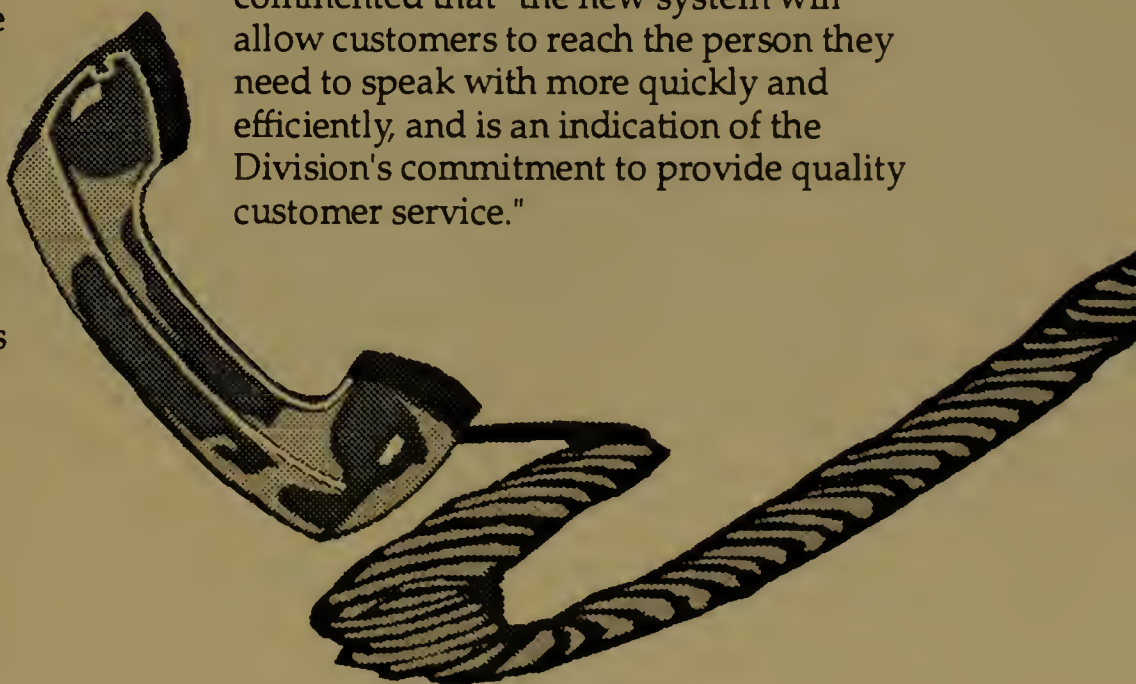 e
commented that "the new system will
allow customers to reach the person they
need to speak with more quickly and
efficiently, and is an indication of the
Division's commitment to provide quality
customer service."
s